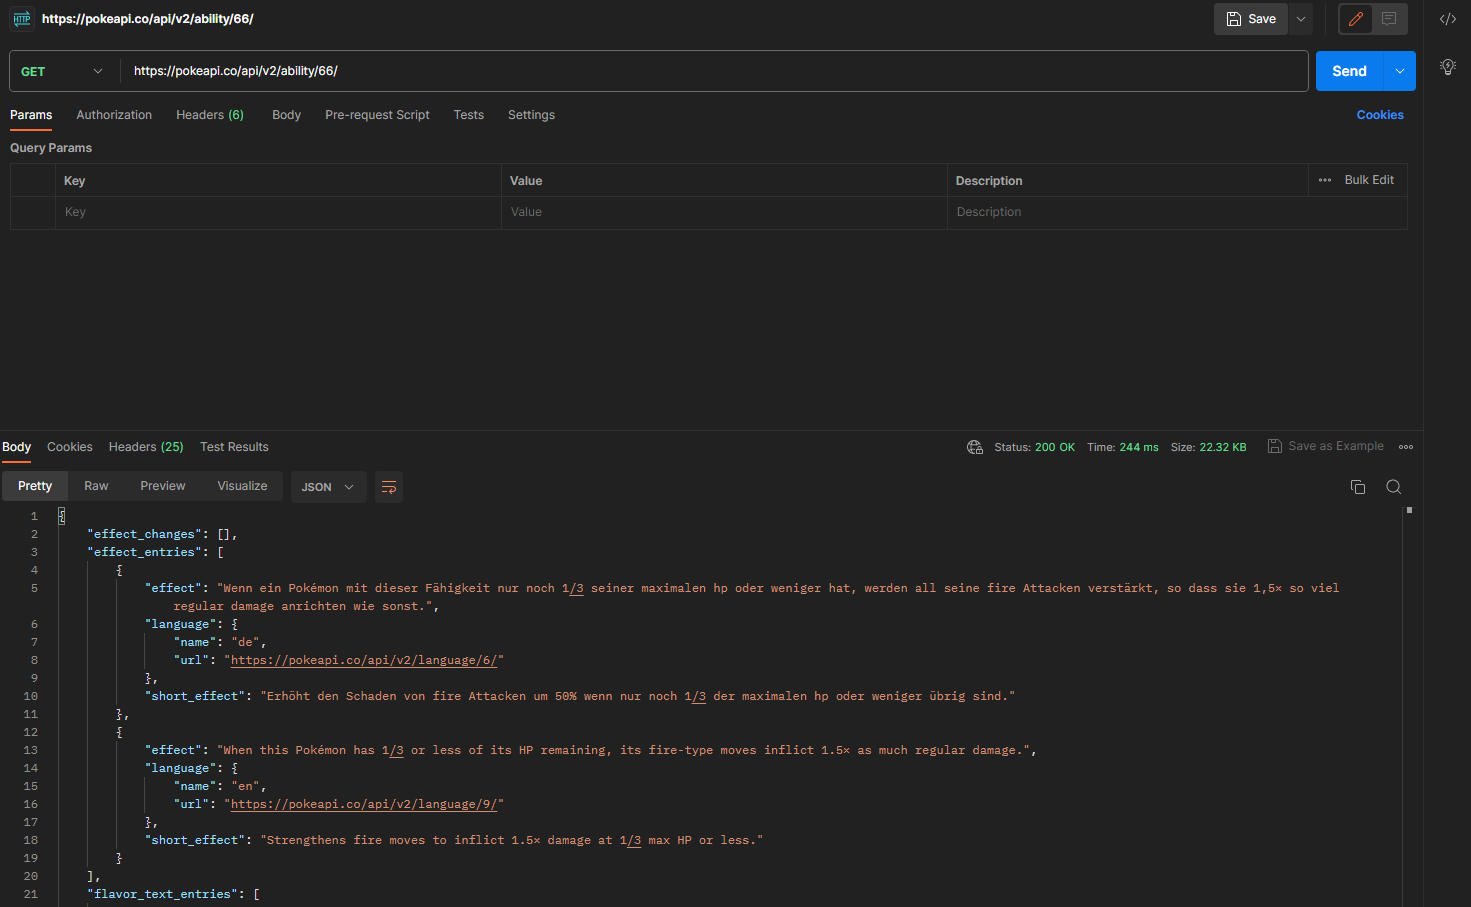 HTTP https://pokeapi.co/api/v2/ability/66/ Save
GET https://pokeapi.co/api/v2/ability/66/ Send
Params Authorization Headers (6) Body Pre-request Script Tests Settings Cookies
Query Params
Key Value Description ••• Bulk Edit
Key Value Description
Body Cookies Headers (25) Test Results Status: 200 OK Time: 244 ms Size: 22.32 KB Save as Example
Pretty Raw Preview Visualize JSON
1 {
2 "effect_changes": [],
3 "effect_entries": [
4 {
5 "effect": "Wenn ein Pokémon mit dieser Fähigkeit nur noch 1/3 seiner maximalen hp oder weniger hat, werden all seine fire Attacken verstärkt, so dass sie 1,5× so viel
regular damage anrichten wie sonst.",
6 "language": {
7 "name": "de",
8 "url": "https://pokeapi.co/api/v2/language/6/"
9 },
10 "short_effect": "Erhöht den Schaden von fire Attacken um 50% wenn nur noch 1/3 der maximalen hp oder weniger übrig sind."
11 },
12 {
13 "effect": "When this Pokémon has 1/3 or less of its HP remaining, its fire-type moves inflict 1.5× as much regular damage.",
14 "language": {
15 "name": "en",
16 "url": "https://pokeapi.co/api/v2/language/9/"
17 },
18 "short_effect": "Strengthens fire moves to inflict 1.5× damage at 1/3 max HP or less."
19 }
20 ],
21 "flavor_text_entries": [